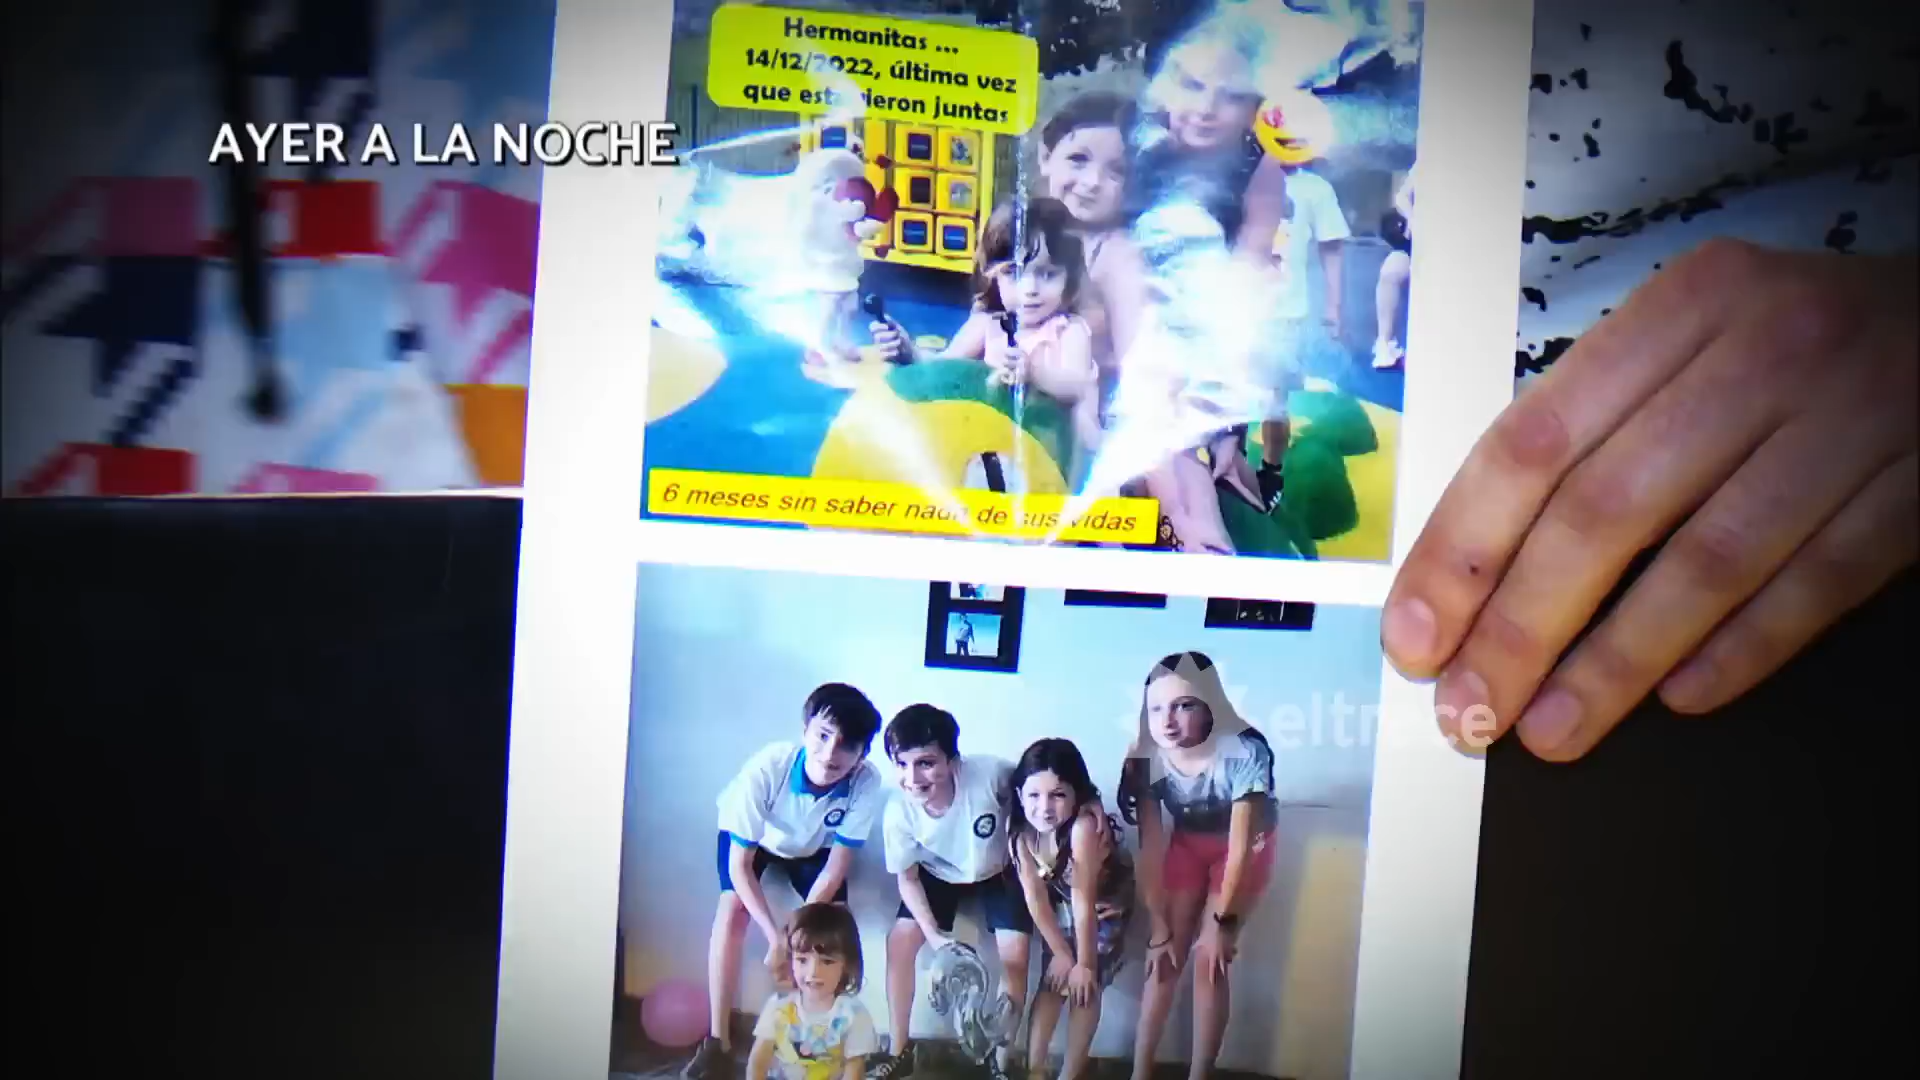 Hermanitas ...
14/12/2022, última vez
que estuvieron juntas
AYER A LA NOCHE
6 meses sin saber nada de sus vidas
eltrece